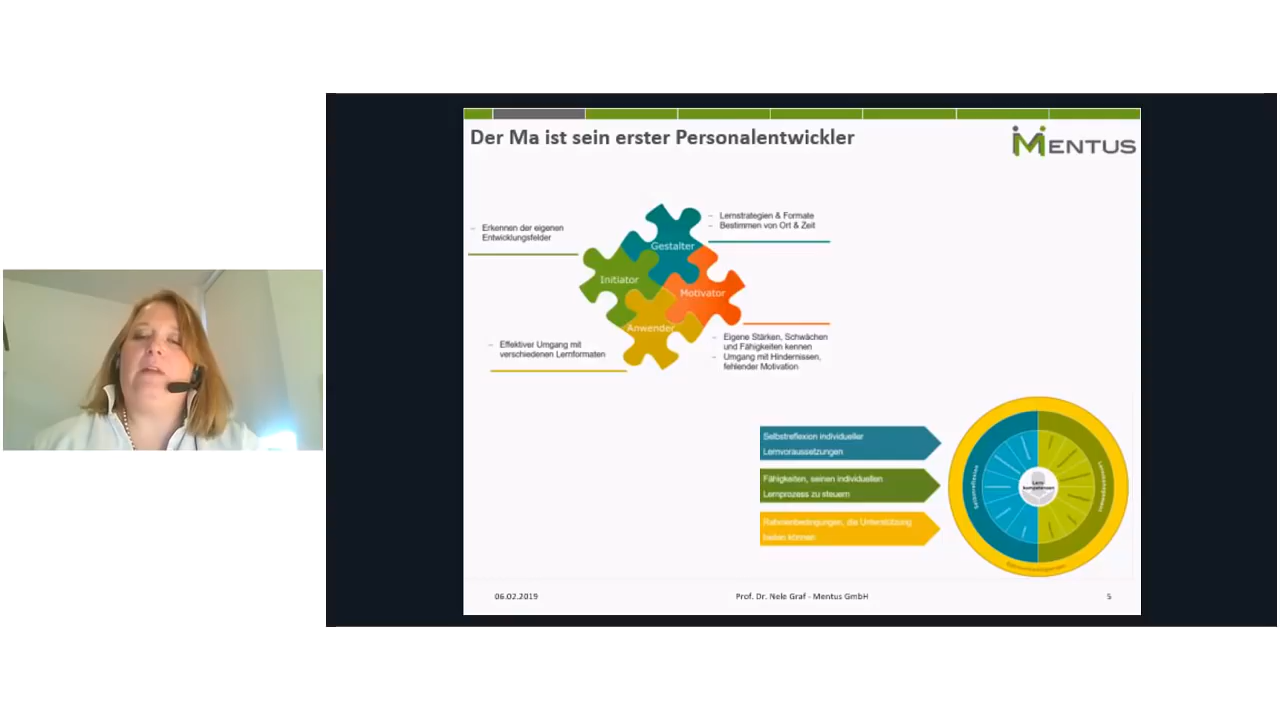 Der Ma ist sein erster Personalentwickler
MENTUS
– Erkennen der eigenen
Entwicklungsfelder
– Lernstrategien & Formate
– Bestimmen von Ort & Zeit
Gestalter
Initiator
Motivator
Anwender
– Effektiver Umgang mit
verschiedenen Lernformaten
– Eigene Stärken, Schwächen
und Fähigkeiten kennen
– Umgang mit Hindernissen,
fehlender Motivation
Selbstreflexion individueller
Lernvoraussetzungen
Fähigkeiten, seinen individuellen
Lernprozess zu steuern
Rahmenbedingungen, die Unterstützung
bieten können
Selbstreflexion
Lern-
kompetenzen
06.02.2019
Prof. Dr. Nele Graf - Mentus GmbH
5